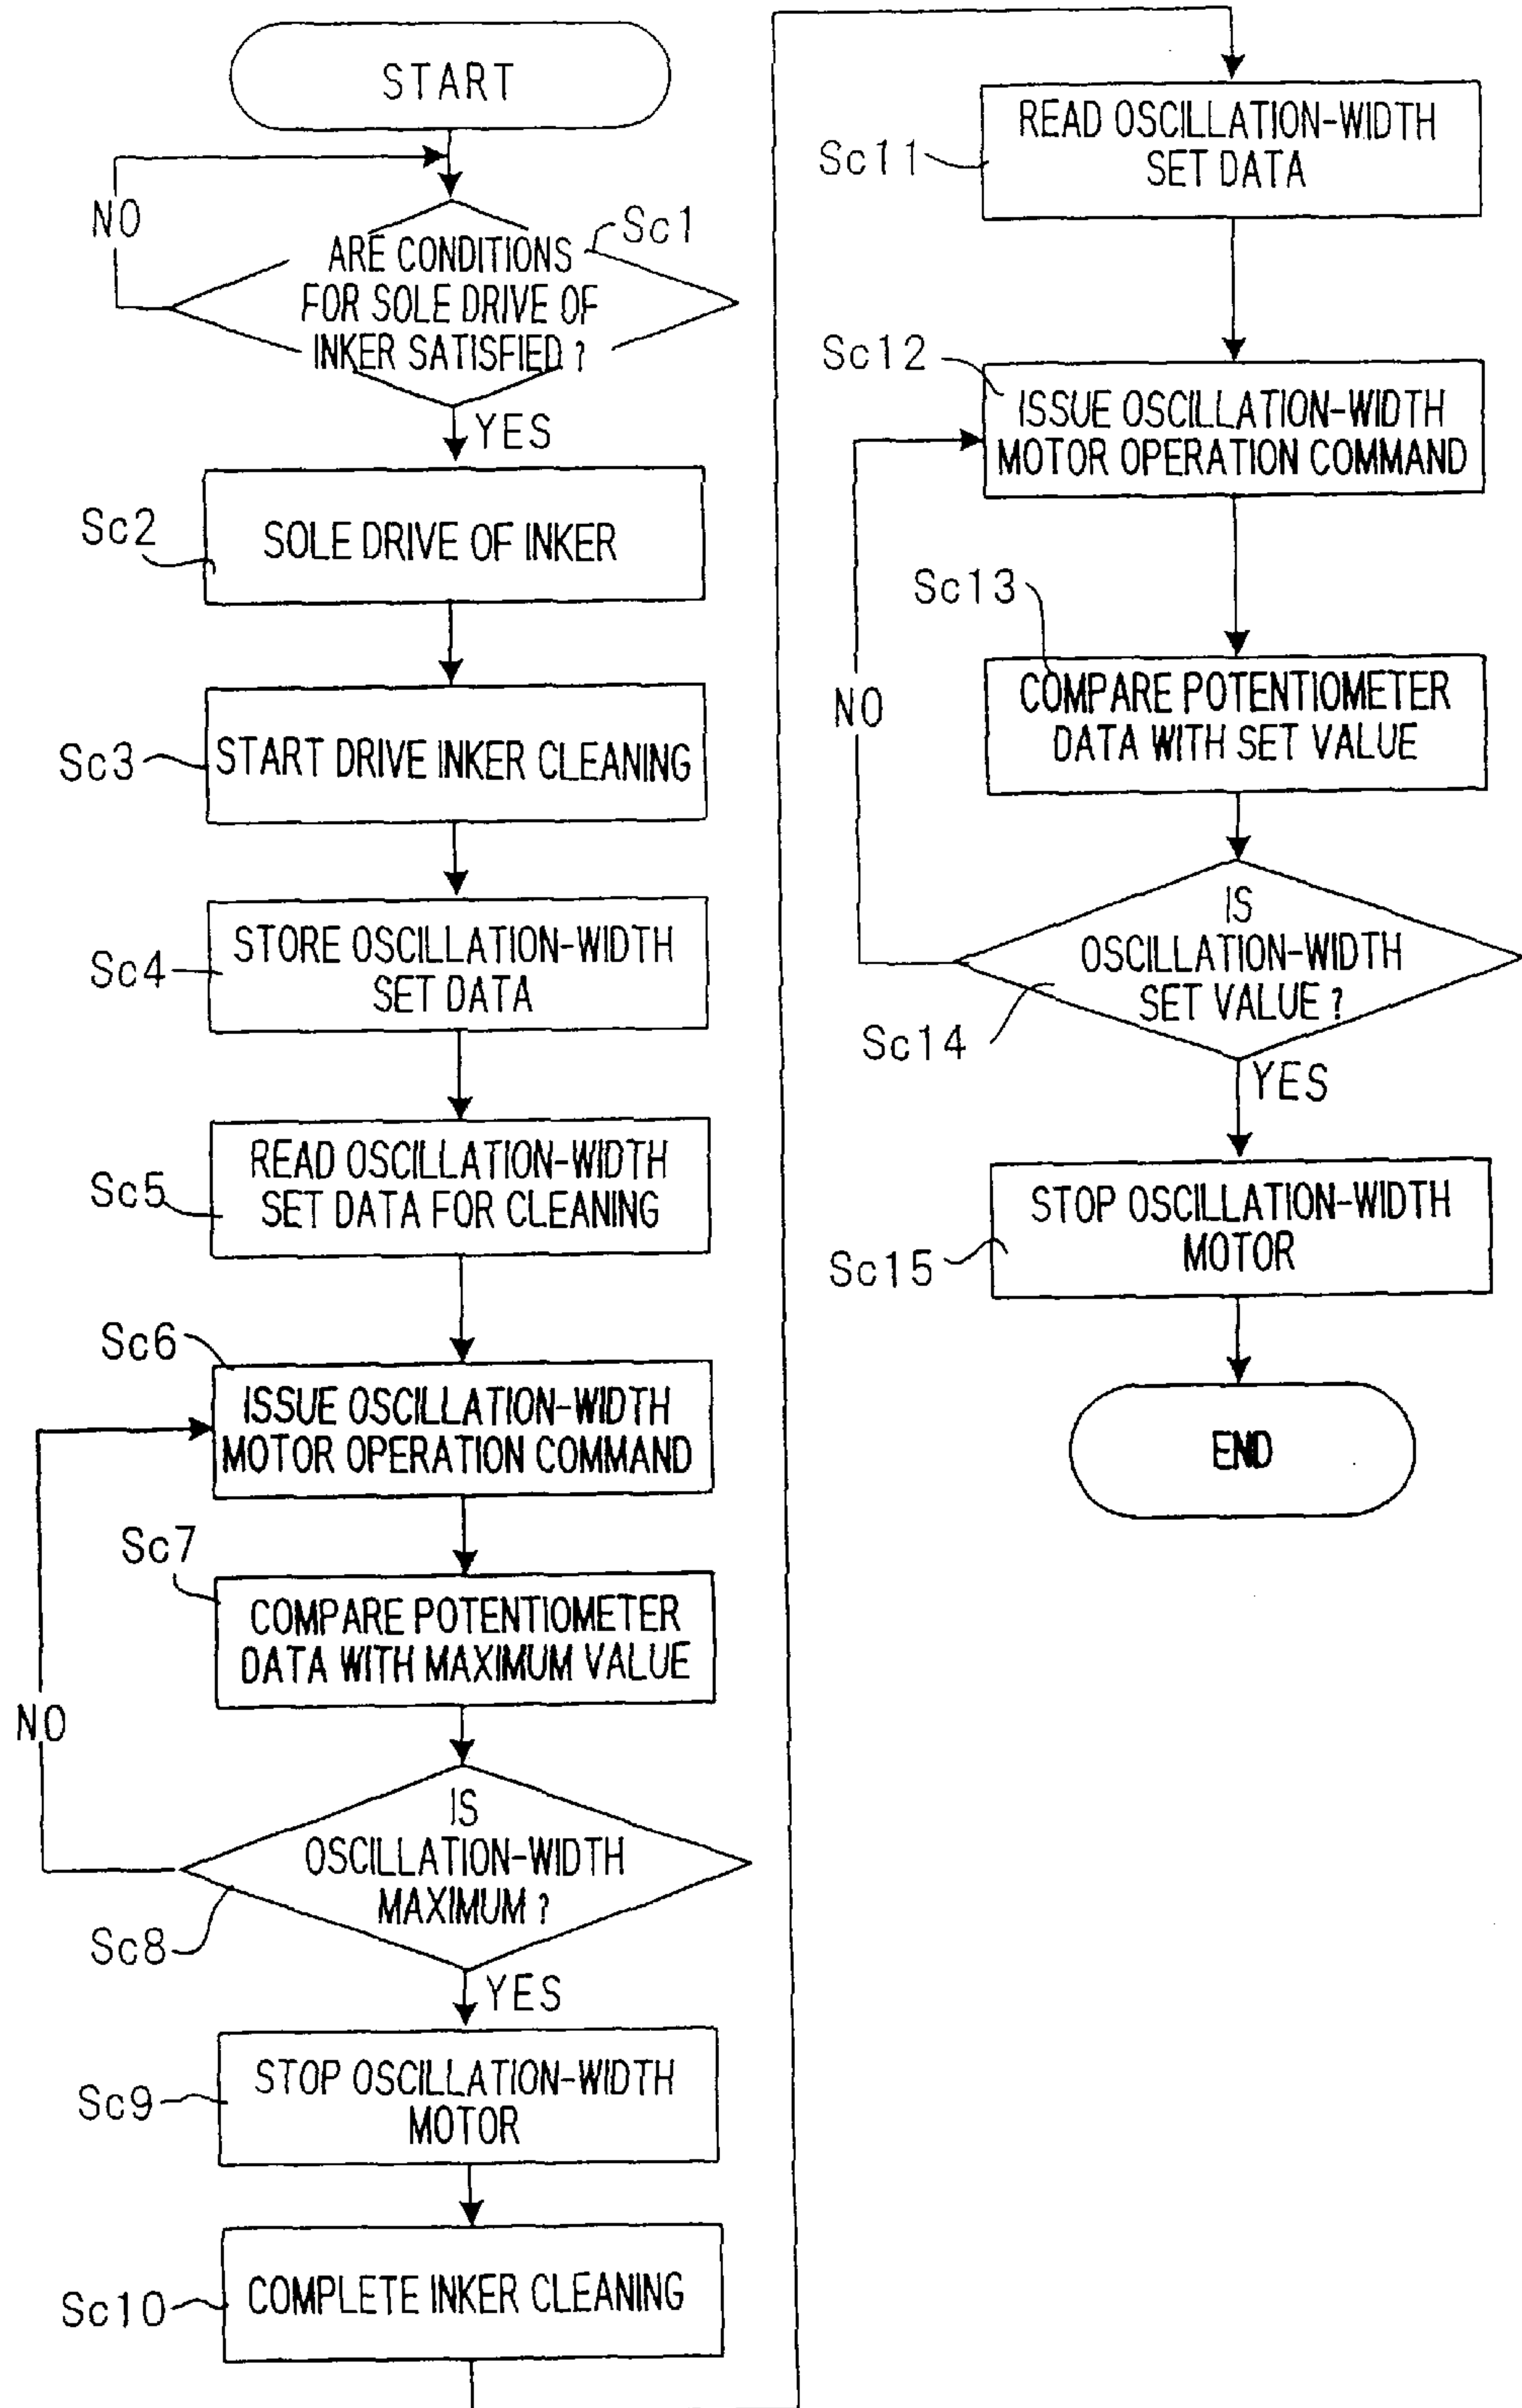 START
NO
Sc1
ARE CONDITIONS
FOR SOLE DRIVE OF
INKER SATISFIED ?
YES
Sc2
SOLE DRIVE OF INKER
Sc3
START DRIVE INKER CLEANING
Sc4
STORE OSCILLATION-WIDTH
SET DATA
Sc5
READ OSCILLATION-WIDTH
SET DATA FOR CLEANING
Sc6
ISSUE OSCILLATION-WIDTH
MOTOR OPERATION COMMAND
Sc7
COMPARE POTENTIOMETER
DATA WITH MAXIMUM VALUE
NO
IS
OSCILLATION-WIDTH
MAXIMUM ?
Sc8
YES
Sc9
STOP OSCILLATION-WIDTH
MOTOR
Sc10
COMPLETE INKER CLEANING
Sc11
READ OSCILLATION-WIDTH
SET DATA
Sc12
ISSUE OSCILLATION-WIDTH
MOTOR OPERATION COMMAND
Sc13
COMPARE POTENTIOMETER
DATA WITH SET VALUE
NO
IS
OSCILLATION-WIDTH
SET VALUE ?
Sc14
YES
Sc15
STOP OSCILLATION-WIDTH
MOTOR
END